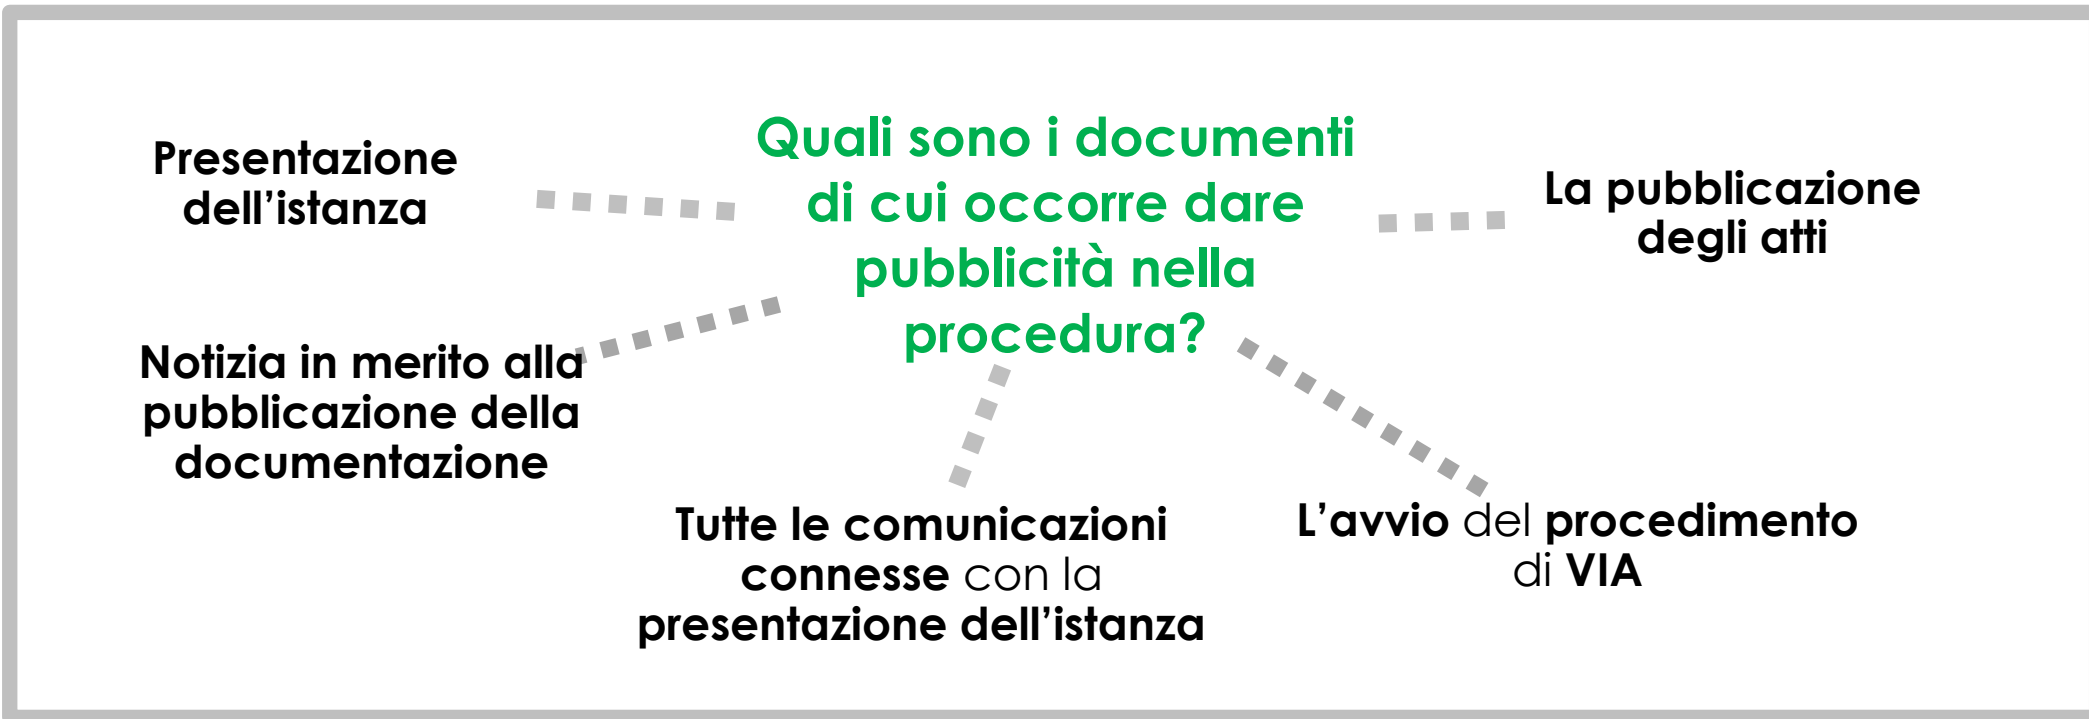 Quali sono i documenti
di cui occorre dare
pubblicità nella
procedura?
Presentazione
dell’istanza
Notizia in merito alla
pubblicazione della
documentazione
Tutte le comunicazioni
connesse con la
presentazione dell’istanza
L’avvio del procedimento
di VIA
La pubblicazione
degli atti